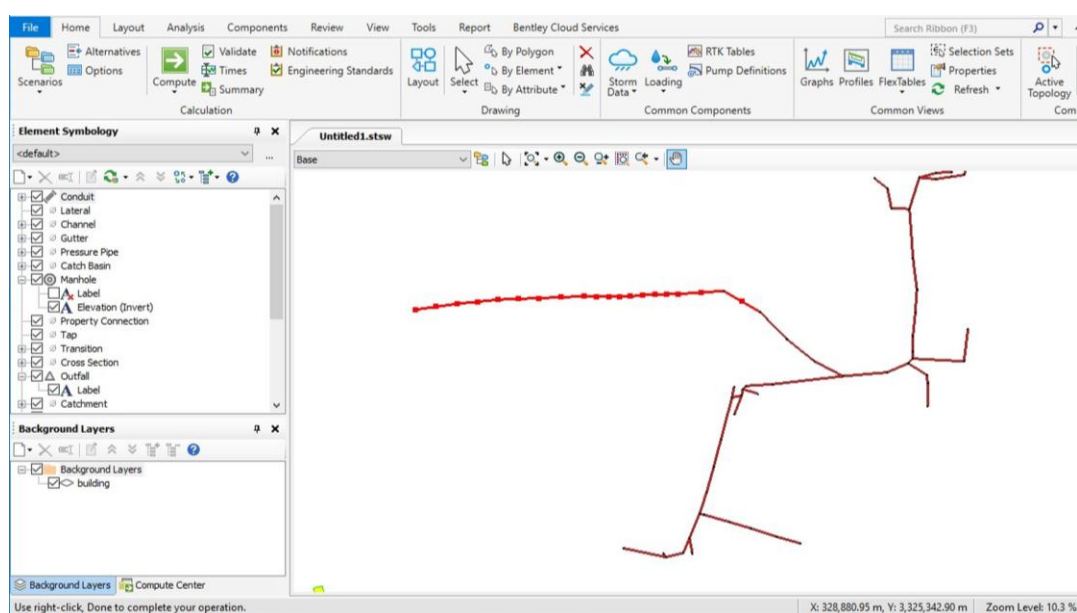 File Home Layout Analysis Components Review View Tools Report Bentley Cloud Services Search Ribbon (F3)
Scenarios
Alternatives
Options
Compute
Validate
Times
Summary
Notifications
Engineering Standards
Calculation
Layout
Select
By Polygon
By Element
By Attribute
Drawing
Storm Data
Loading
RTK Tables
Pump Definitions
Common Components
Graphs
Profiles
FlexTables
Selection Sets
Properties
Refresh
Common Views
Active Topology
Com
Element Symbology
<default>
...
Conduit
Lateral
Channel
Gutter
Pressure Pipe
Catch Basin
Manhole
Label
Elevation (Invert)
Property Connection
Tap
Transition
Cross Section
Outfall
Label
Catchment
Background Layers
Background Layers
building
Background Layers Compute Center
Untitled1.stsw
Base
Use right-click, Done to complete your operation.
X: 328,880.95 m, Y: 3,325,342.90 m Zoom Level: 10.3 %